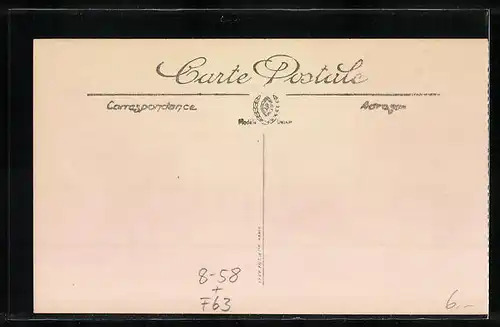 Carte Postale
Correspondance
Adresse
8-58
+
F63
6.-